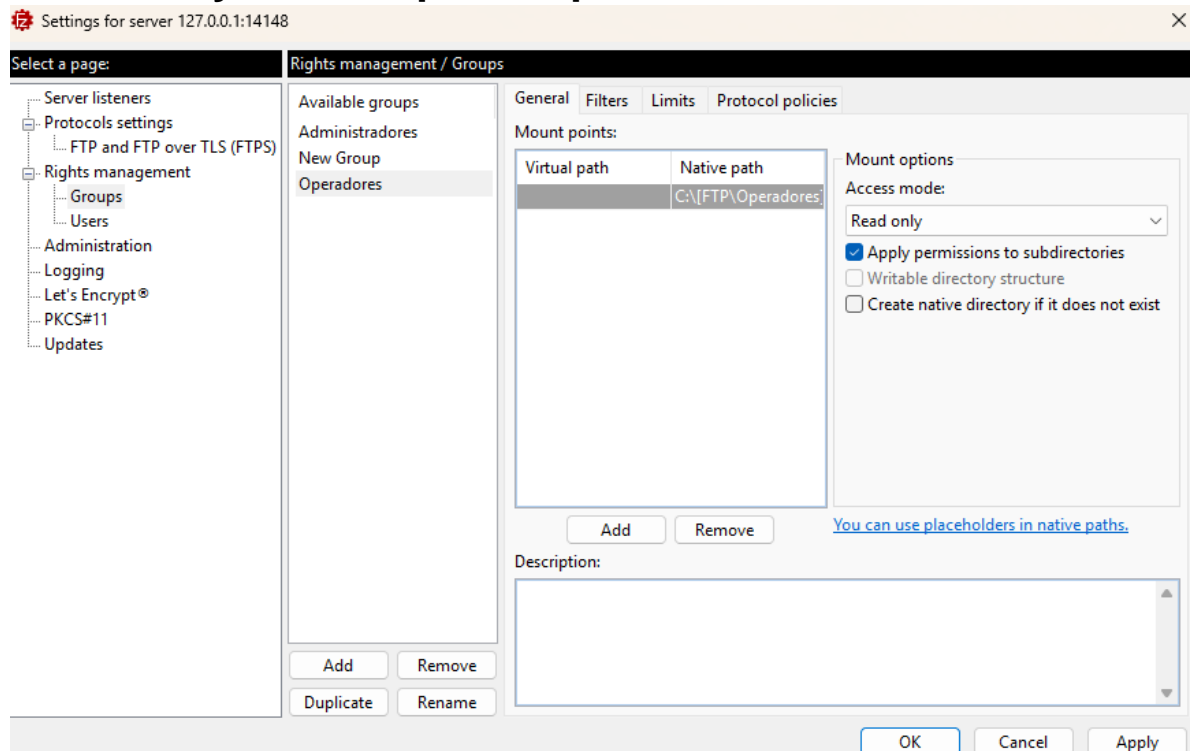 Settings for server 127.0.0.1:14148
Select a page:
Server listeners
Protocols settings
FTP and FTP over TLS (FTPS)
Rights management
Groups
Users
Administration
Logging
Let's Encrypt®
PKCS#11
Updates
Rights management / Groups
Available groups
Administradores
New Group
Operadores
Add Remove
Duplicate Rename
General Filters Limits Protocol policies
Mount points:
Virtual path Native path
C:\[FTP\Operadores]
Mount options
Access mode:
Read only
Apply permissions to subdirectories
Writable directory structure
Create native directory if it does not exist
Add Remove
You can use placeholders in native paths.
Description:
OK Cancel Apply